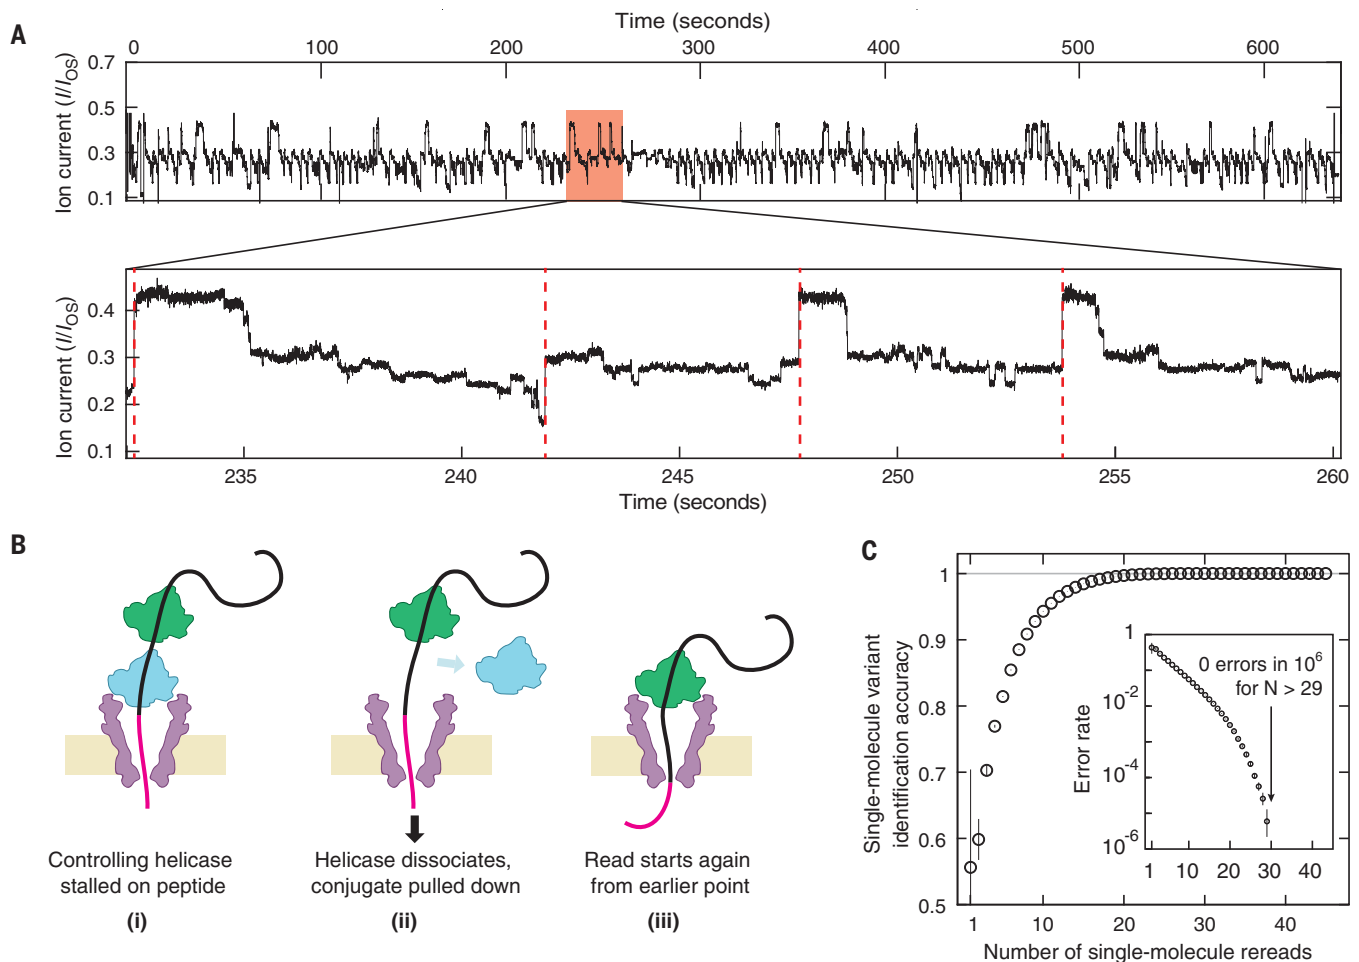 A
Time (seconds)
0 100 200 300 400 500 600
Ion current (I/IOS)
0.7
0.5
0.3
0.1
Ion current (I/IOS)
0.4
0.3
0.2
0.1
235 240 245 250 255 260
Time (seconds)
B
Controlling helicase
stalled on peptide
(i)
Helicase dissociates,
conjugate pulled down
(ii)
Read starts again
from earlier point
(iii)
C
Single-molecule variant
identification accuracy
1
0.9
0.8
0.7
0.6
0.5
1 10 20 30 40
Number of single-molecule rereads
Error rate
1
10-2
10-4
10-6
1 10 20 30 40
0 errors in 106
for N > 29